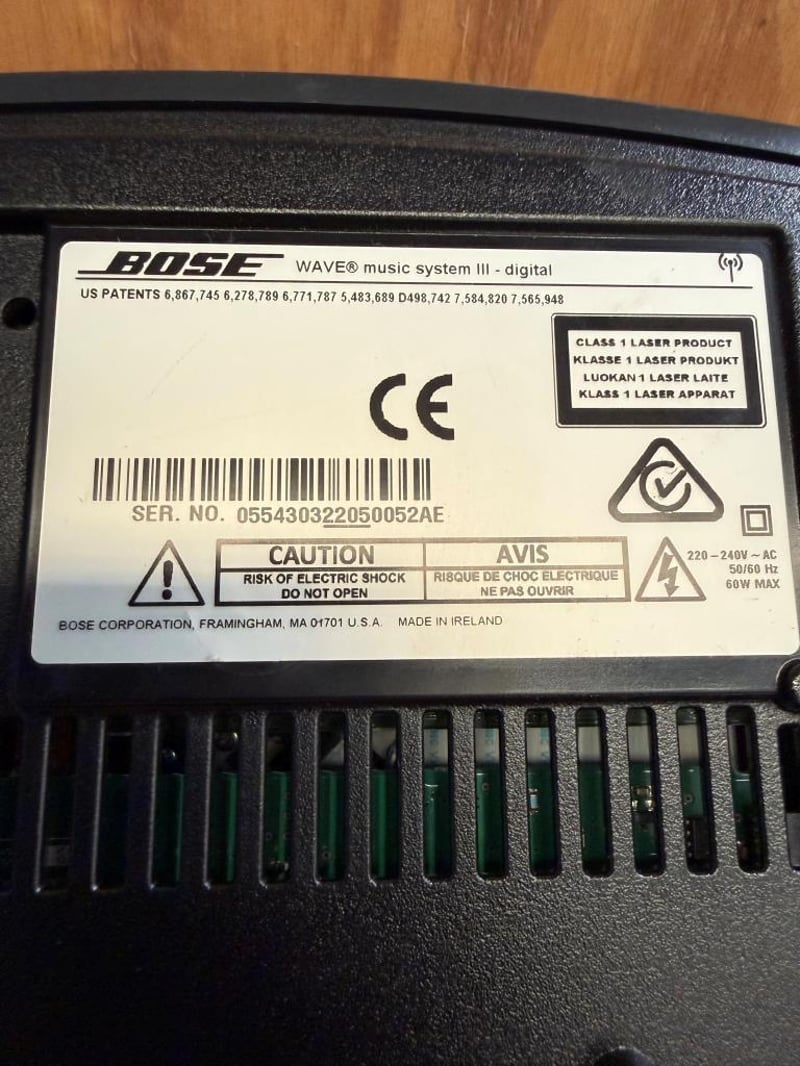 BOSE WAVE® music system III - digital
US PATENTS 6,867,745 6,278,789 6,771,787 5,483,689 D498,742 7,584,820 7,565,948
CLASS 1 LASER PRODUCT
KLASSE 1 LASER PRODUKT
LUOKAN 1 LASER LAITE
KLASS 1 LASER APPARAT
CE
SER. NO. 055430322050052AE
CAUTION
RISK OF ELECTRIC SHOCK
DO NOT OPEN
AVIS
RISQUE DE CHOC ELECTRIQUE
NE PAS OUVRIR
220-240V ~ AC
50/60 Hz
60W MAX
BOSE CORPORATION, FRAMINGHAM, MA 01701 U.S.A. MADE IN IRELAND